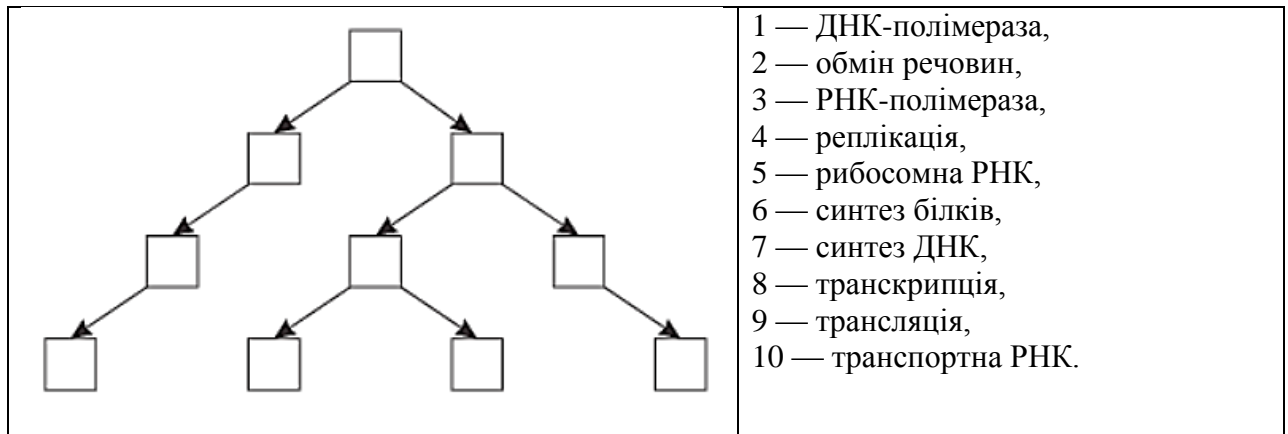 1 — ДНК-полімераза,
2 — обмін речовин,
3 — РНК-полімераза,
4 — реплікація,
5 — рибосомна РНК,
6 — синтез білків,
7 — синтез ДНК,
8 — транскрипція,
9 — трансляція,
10 — транспортна РНК.